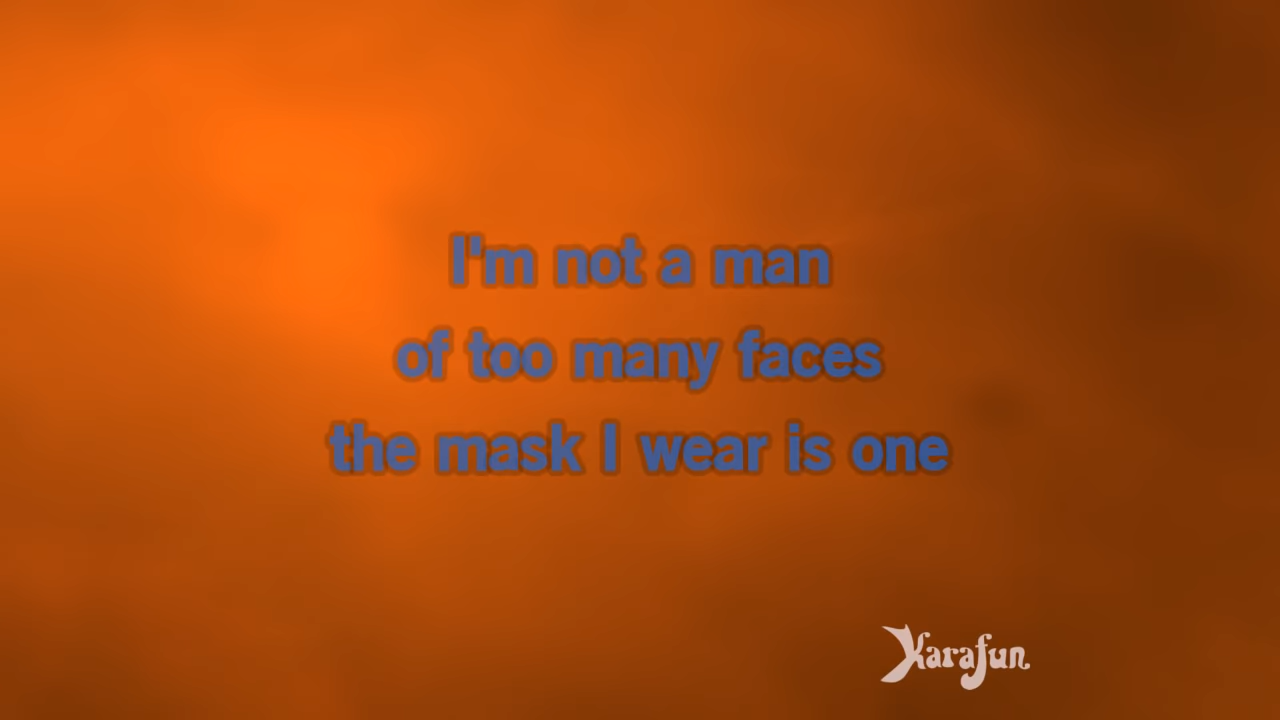 I'm not a man
of too many faces
the mask I wear is one
Karafun